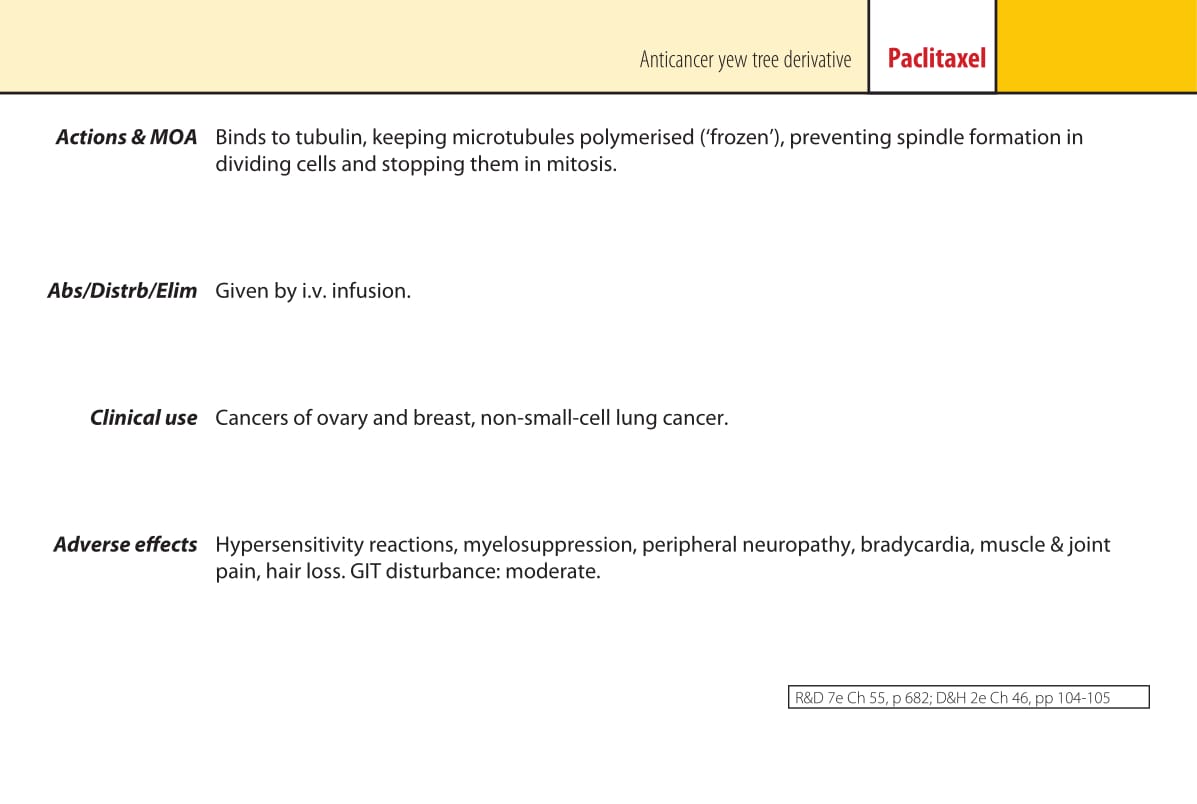 Anticancer yew tree derivative Paclitaxel
Actions & MOA Binds to tubulin, keeping microtubules polymerised (‘frozen’), preventing spindle formation in
dividing cells and stopping them in mitosis.
Abs/Distrb/Elim Given by i.v. infusion.
Clinical use Cancers of ovary and breast, non-small-cell lung cancer.
Adverse effects Hypersensitivity reactions, myelosuppression, peripheral neuropathy, bradycardia, muscle & joint
pain, hair loss. GIT disturbance: moderate.
R&D 7e Ch 55, p 682; D&H 2e Ch 46, pp 104-105